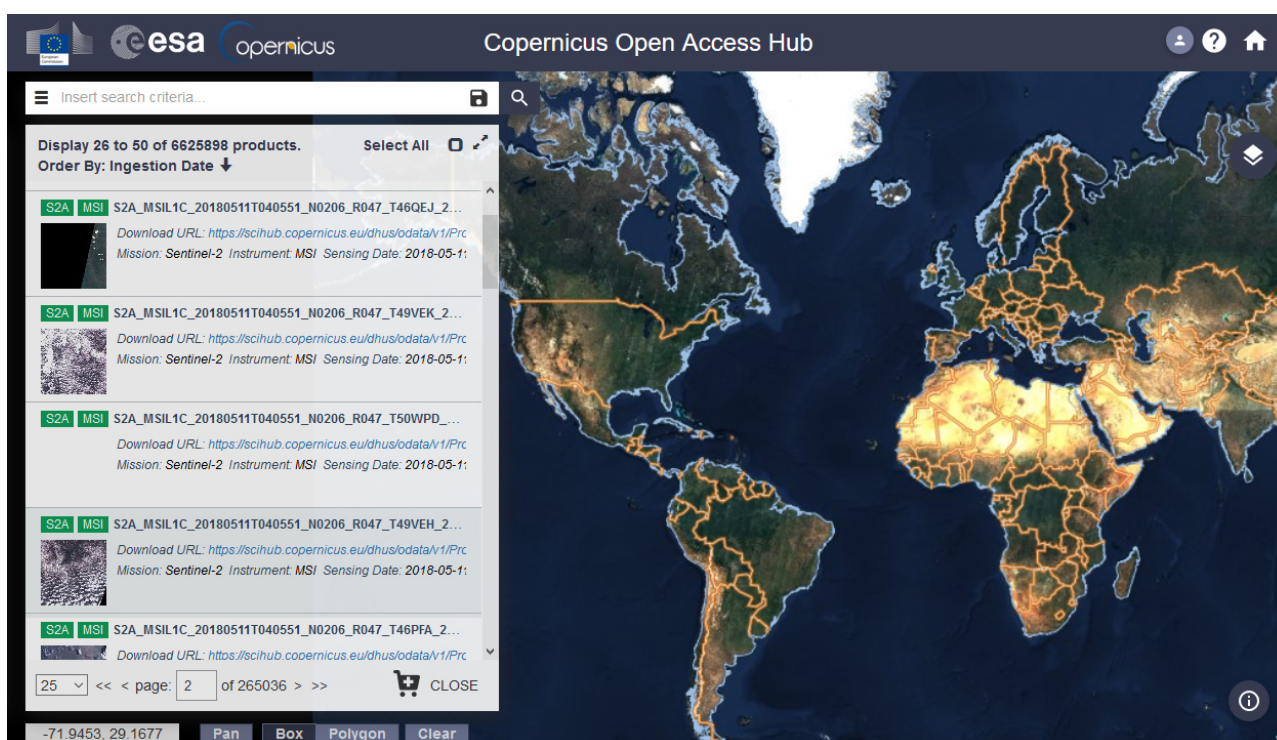 esa opernicus Copernicus Open Access Hub
Insert search criteria...
Display 26 to 50 of 6625898 products. Select All
Order By: Ingestion Date
S2A MSI S2A_MSIL1C_20180511T040551_N0206_R047_T46QEJ_2...
Download URL: https://scihub.copernicus.eu/dhus/odata/v1/Prc
Mission: Sentinel-2 Instrument: MSI Sensing Date: 2018-05-11
S2A MSI S2A_MSIL1C_20180511T040551_N0206_R047_T49VEK_2...
Download URL: https://scihub.copernicus.eu/dhus/odata/v1/Prc
Mission: Sentinel-2 Instrument: MSI Sensing Date: 2018-05-11
S2A MSI S2A_MSIL1C_20180511T040551_N0206_R047_T50WPD_...
Download URL: https://scihub.copernicus.eu/dhus/odata/v1/Prc
Mission: Sentinel-2 Instrument: MSI Sensing Date: 2018-05-11
S2A MSI S2A_MSIL1C_20180511T040551_N0206_R047_T49VEH_2...
Download URL: https://scihub.copernicus.eu/dhus/odata/v1/Prc
Mission: Sentinel-2 Instrument: MSI Sensing Date: 2018-05-11
S2A MSI S2A_MSIL1C_20180511T040551_N0206_R047_T46PFA_2...
Download URL: https://scihub.copernicus.eu/dhus/odata/v1/Prc
25 << < page: 2 of 265036 > >> CLOSE
-71.9453, 29.1677 Pan Box Polygon Clear